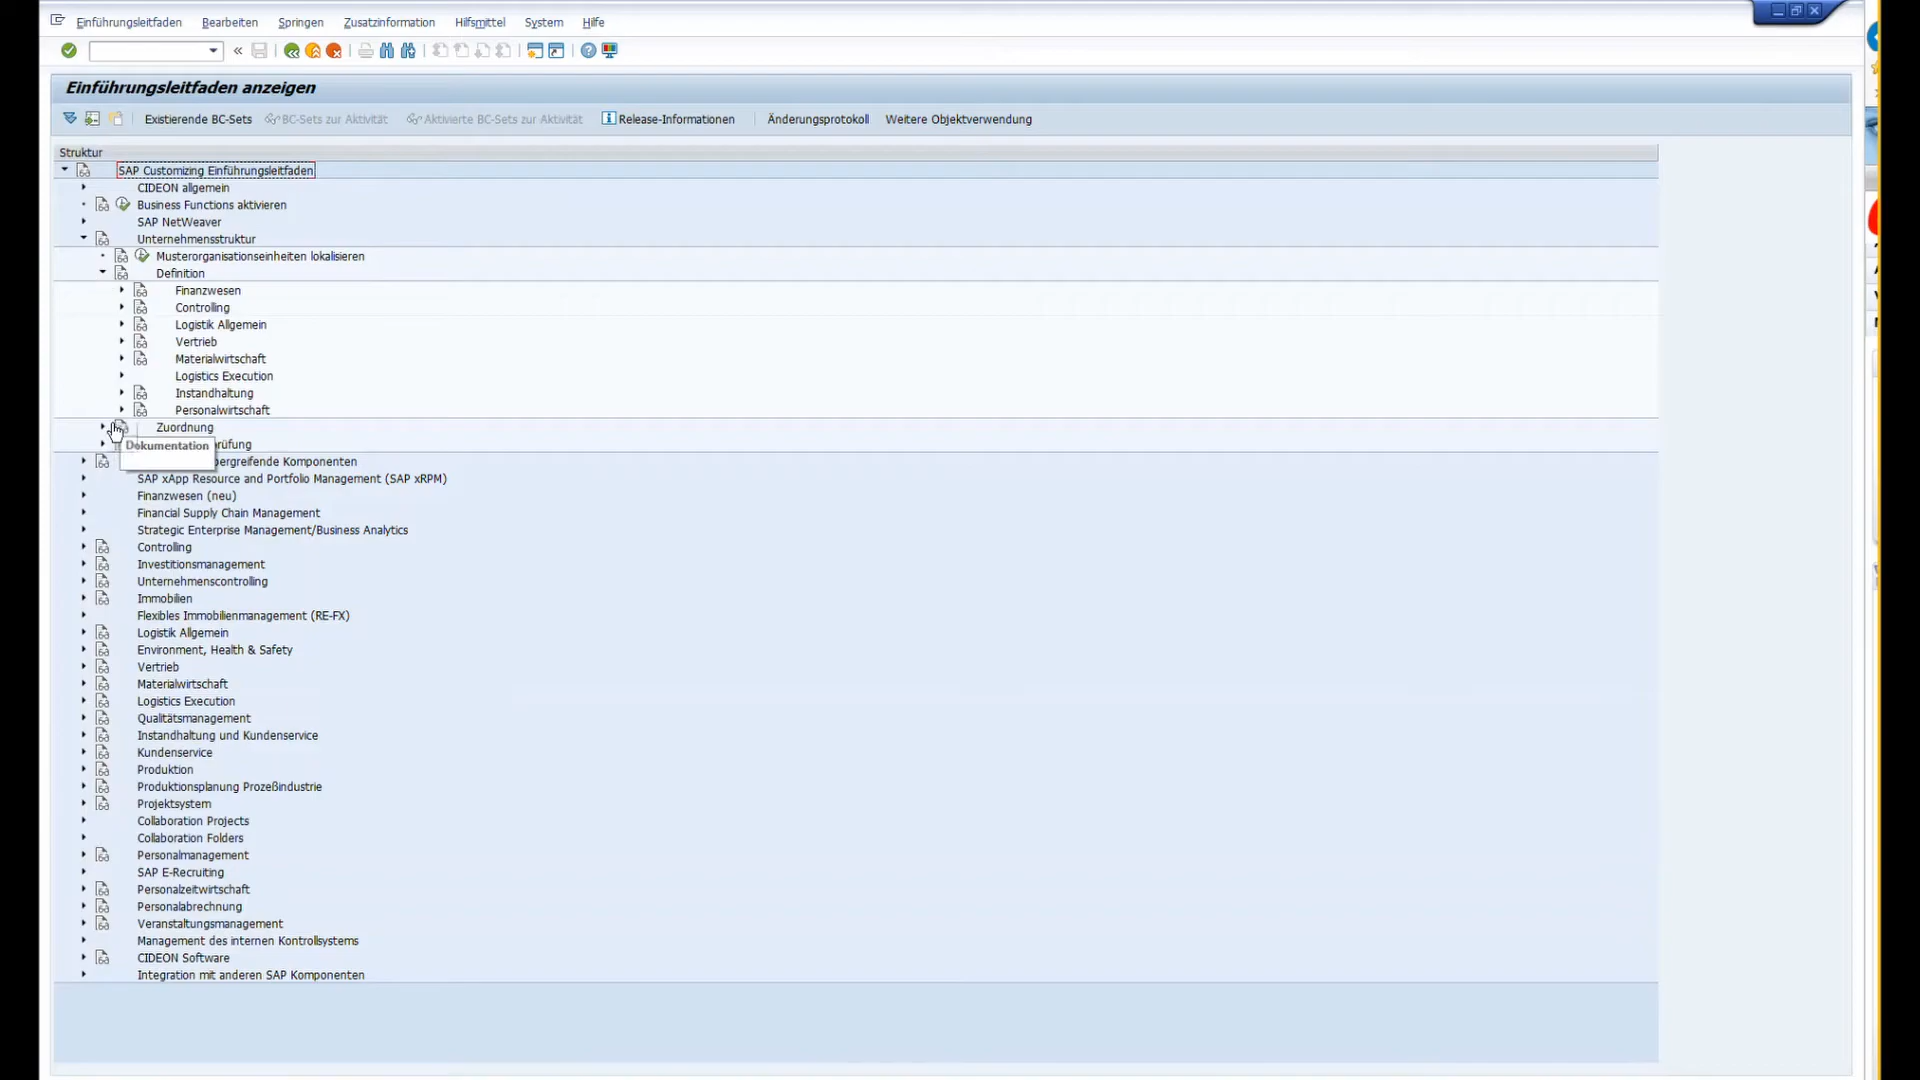 Einführungsleitfaden Bearbeiten Springen Zusatzinformation Hilfsmittel System Hilfe
Einführungsleitfaden anzeigen
Existierende BC-Sets BC-Sets zur Aktivität Aktivierte BC-Sets zur Aktivität Release-Informationen Änderungsprotokoll Weitere Objektverwendung
Struktur
SAP Customizing Einführungsleitfaden
CIDEON allgemein
Business Functions aktivieren
SAP NetWeaver
Unternehmensstruktur
Musterorganisationseinheiten lokalisieren
Definition
Finanzwesen
Controlling
Logistik Allgemein
Vertrieb
Materialwirtschaft
Logistics Execution
Instandhaltung
Personalwirtschaft
Zuordnung
Dokumentation
Komponenten
SAP xApp Resource and Portfolio Management (SAP xRPM)
Finanzwesen (neu)
Financial Supply Chain Management
Strategic Enterprise Management/Business Analytics
Controlling
Investitionsmanagement
Unternehmenscontrolling
Immobilien
Flexibles Immobilienmanagement (RE-FX)
Logistik Allgemein
Environment, Health & Safety
Vertrieb
Materialwirtschaft
Logistics Execution
Qualitätsmanagement
Instandhaltung und Kundenservice
Kundenservice
Produktion
Produktionsplanung Prozeßindustrie
Projektsystem
Collaboration Projects
Collaboration Folders
Personalmanagement
SAP E-Recruiting
Personalzeitwirtschaft
Personalabrechnung
Veranstaltungsmanagement
Management des internen Kontrollsystems
CIDEON Software
Integration mit anderen SAP Komponenten